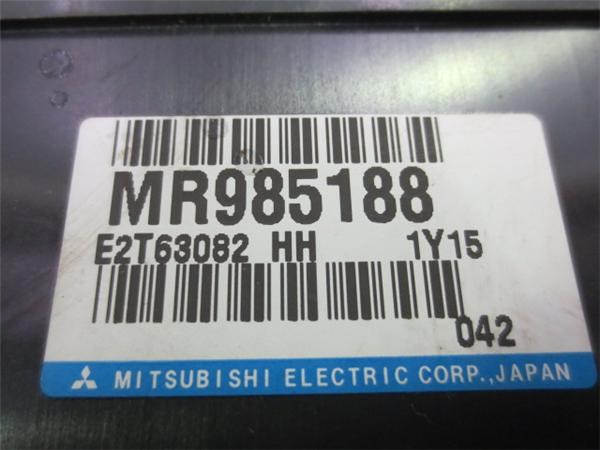 MR985188
E2T63082 HH 1Y15
042
MITSUBISHI ELECTRIC CORP.,JAPAN